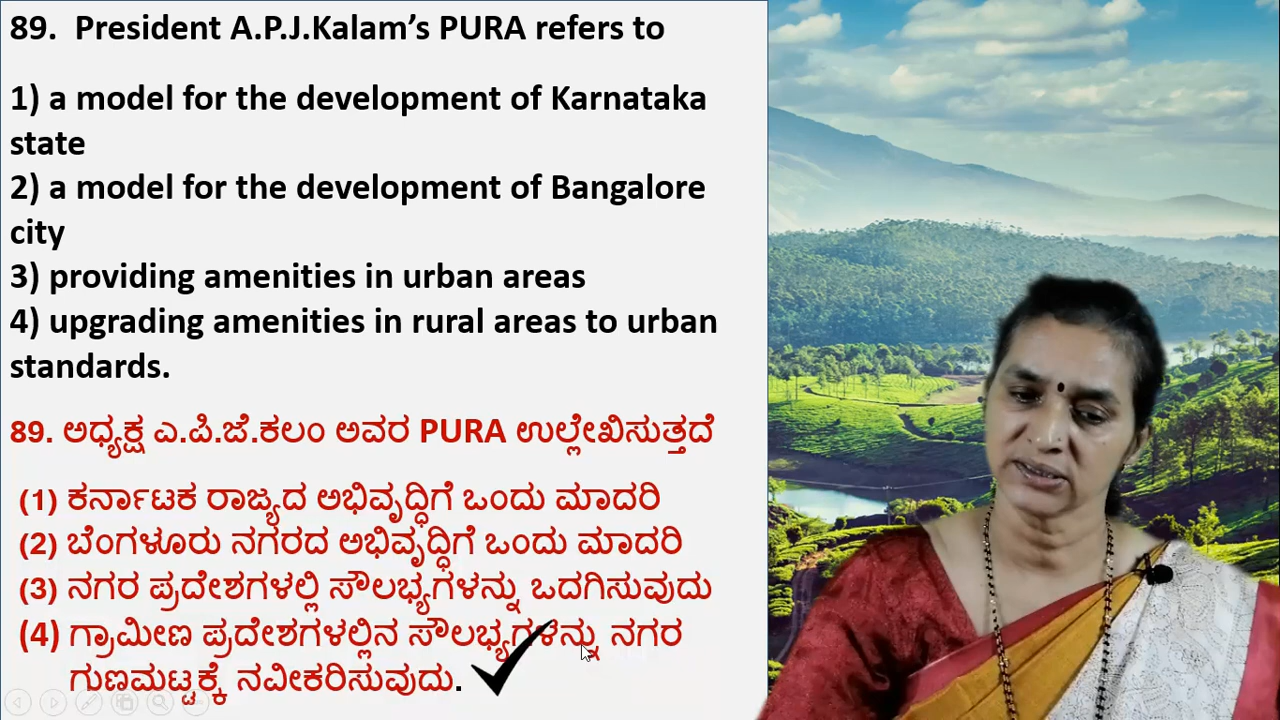 89.  President A.P.J.Kalam’s PURA refers to
1) a model for the development of Karnataka
state
2) a model for the development of Bangalore
city
3) providing amenities in urban areas
4) upgrading amenities in rural areas to urban
standards.
89. ಅಧ್ಯಕ್ಷ ಎ.ಪಿ.ಜೆ.ಕಲಂ ಅವರ PURA ಉಲ್ಲೇಖಿಸುತ್ತದೆ
(1) ಕರ್ನಾಟಕ ರಾಜ್ಯದ ಅಭಿವೃದ್ಧಿಗೆ ಒಂದು ಮಾದರಿ
(2) ಬೆಂಗಳೂರು ನಗರದ ಅಭಿವೃದ್ಧಿಗೆ ಒಂದು ಮಾದರಿ
(3) ನಗರ ಪ್ರದೇಶಗಳಲ್ಲಿ ಸೌಲಭ್ಯಗಳನ್ನು ಒದಗಿಸುವುದು
(4) ಗ್ರಾಮೀಣ ಪ್ರದೇಶಗಳಲ್ಲಿನ ಸೌಲಭ್ಯಗಳನ್ನು ನಗರ
ಗುಣಮಟ್ಟಕ್ಕೆ ನವೀಕರಿಸುವುದು.